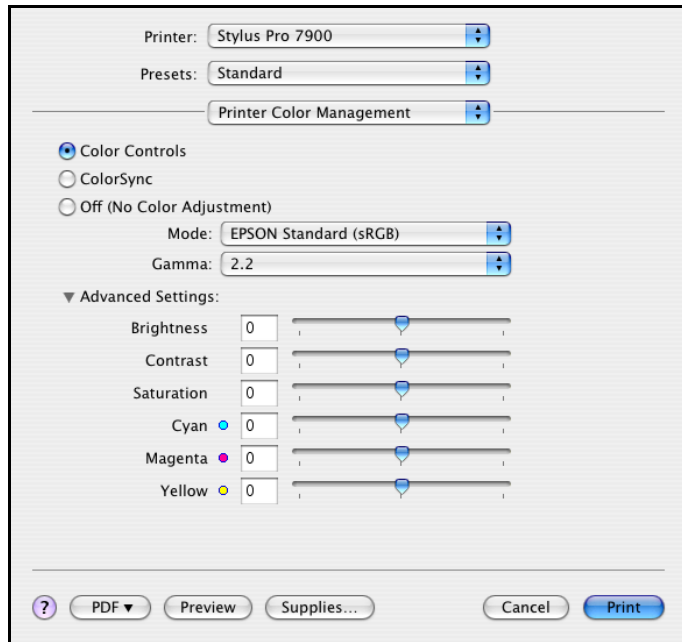 Printer: Stylus Pro 7900
Presets: Standard
Printer Color Management
Color Controls
ColorSync
Off (No Color Adjustment)
Mode: EPSON Standard (sRGB)
Gamma: 2.2
▼ Advanced Settings:
Brightness 0
Contrast 0
Saturation 0
Cyan 0
Magenta 0
Yellow 0
? PDF ▼ Preview Supplies... Cancel Print